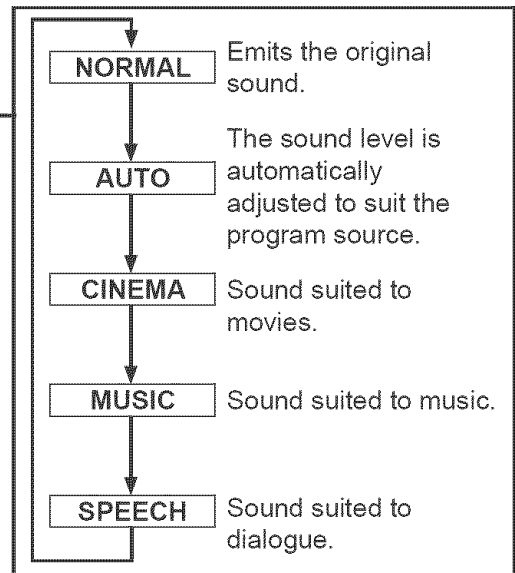 NORMAL
Emits the original
sound.
AUTO
The sound level is
automatically
adjusted to suit the
program source.
CINEMA
Sound suited to
movies.
MUSIC
Sound suited to music.
SPEECH
Sound suited to
dialogue.